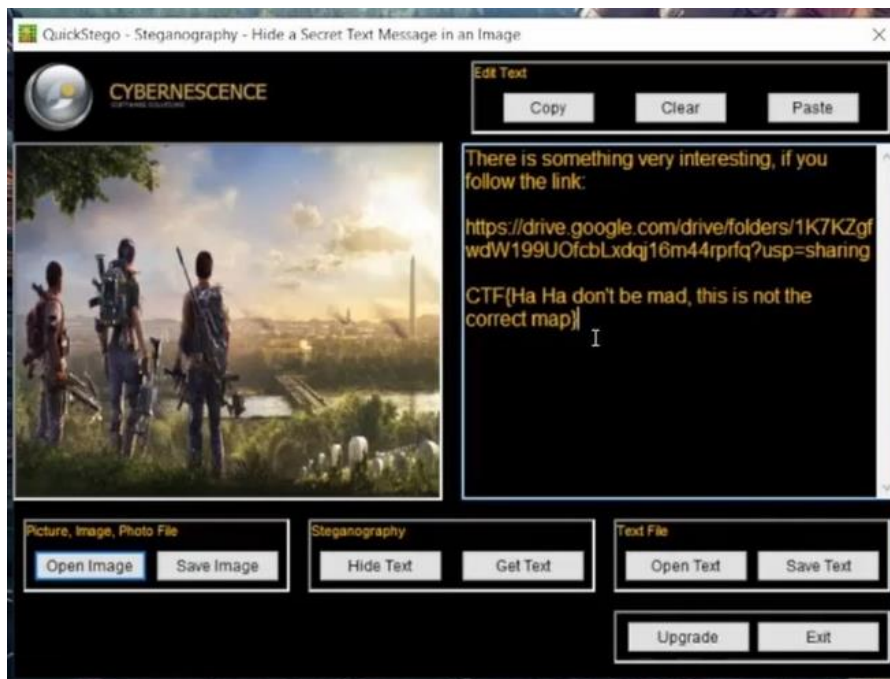 QuickStego - Steganography - Hide a Secret Text Message in an Image
CYBERNESCENCE
SOFTWARE SOLUTIONS
Edit Text
Copy
Clear
Paste
There is something very interesting, if you
follow the link:
https://drive.google.com/drive/folders/1K7KZgf
wdW199UOfcbLxdqj16m44rprfq?usp=sharing
CTF{Ha Ha don't be mad, this is not the
correct map}
Picture, Image, Photo File
Open Image
Save Image
Steganography
Hide Text
Get Text
Text File
Open Text
Save Text
Upgrade
Exit